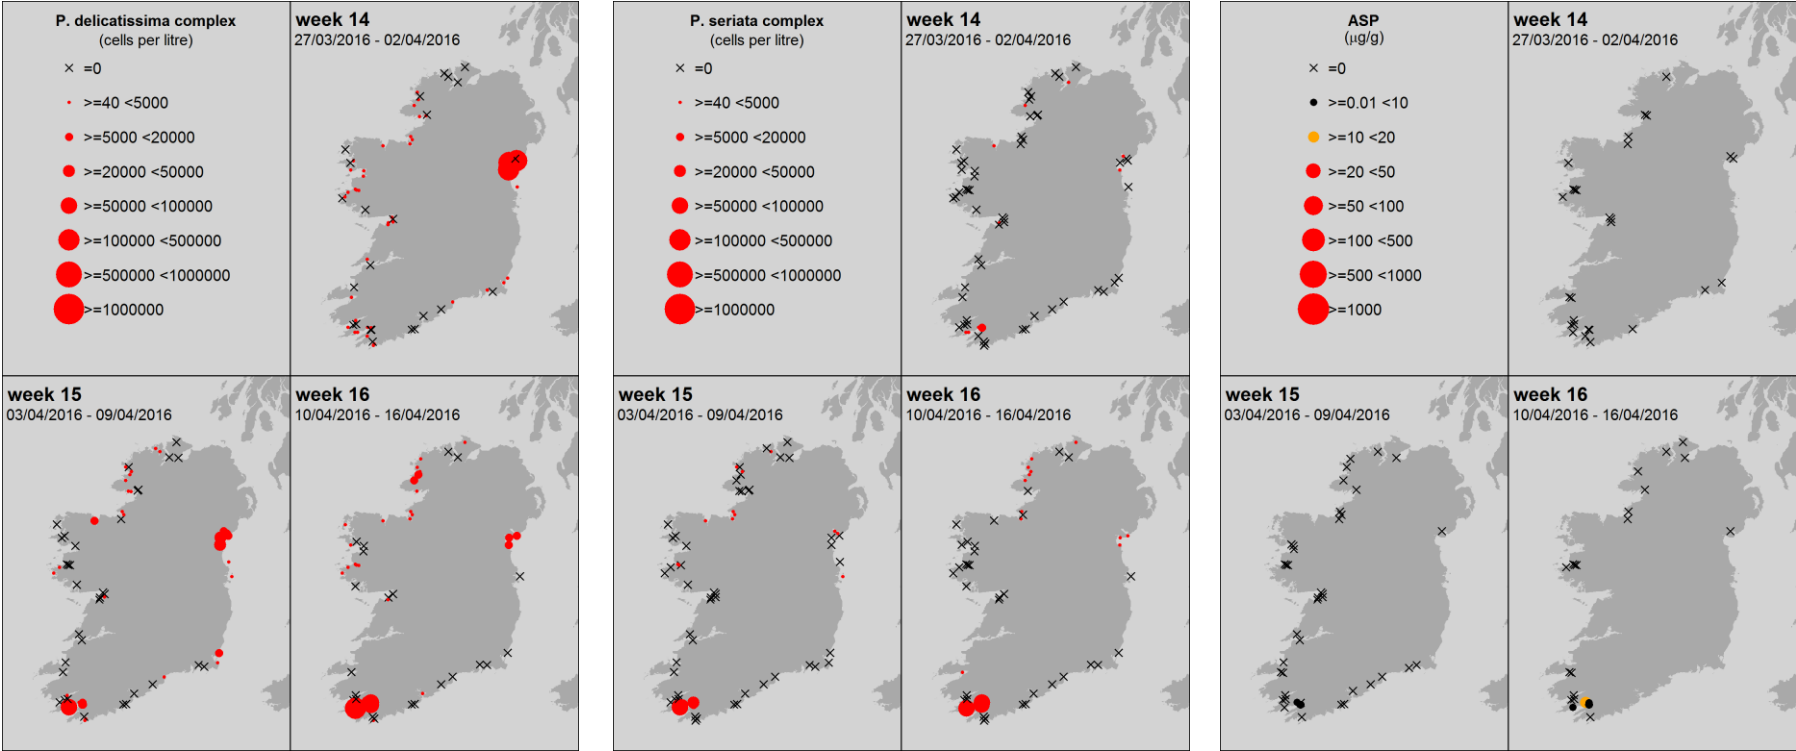 P. delicatissima complex
(cells per litre)
=0
>=40 <5000
>=5000 <20000
>=20000 <50000
>=50000 <100000
>=100000 <500000
>=500000 <1000000
>=1000000
week 14
27/03/2016 - 02/04/2016
week 15
03/04/2016 - 09/04/2016
week 16
10/04/2016 - 16/04/2016
P. seriata complex
(cells per litre)
=0
>=40 <5000
>=5000 <20000
>=20000 <50000
>=50000 <100000
>=100000 <500000
>=500000 <1000000
>=1000000
week 14
27/03/2016 - 02/04/2016
week 15
03/04/2016 - 09/04/2016
week 16
10/04/2016 - 16/04/2016
ASP
(µg/g)
=0
>=0.01 <10
>=10 <20
>=20 <50
>=50 <100
>=100 <500
>=500 <1000
>=1000
week 14
27/03/2016 - 02/04/2016
week 15
03/04/2016 - 09/04/2016
week 16
10/04/2016 - 16/04/2016